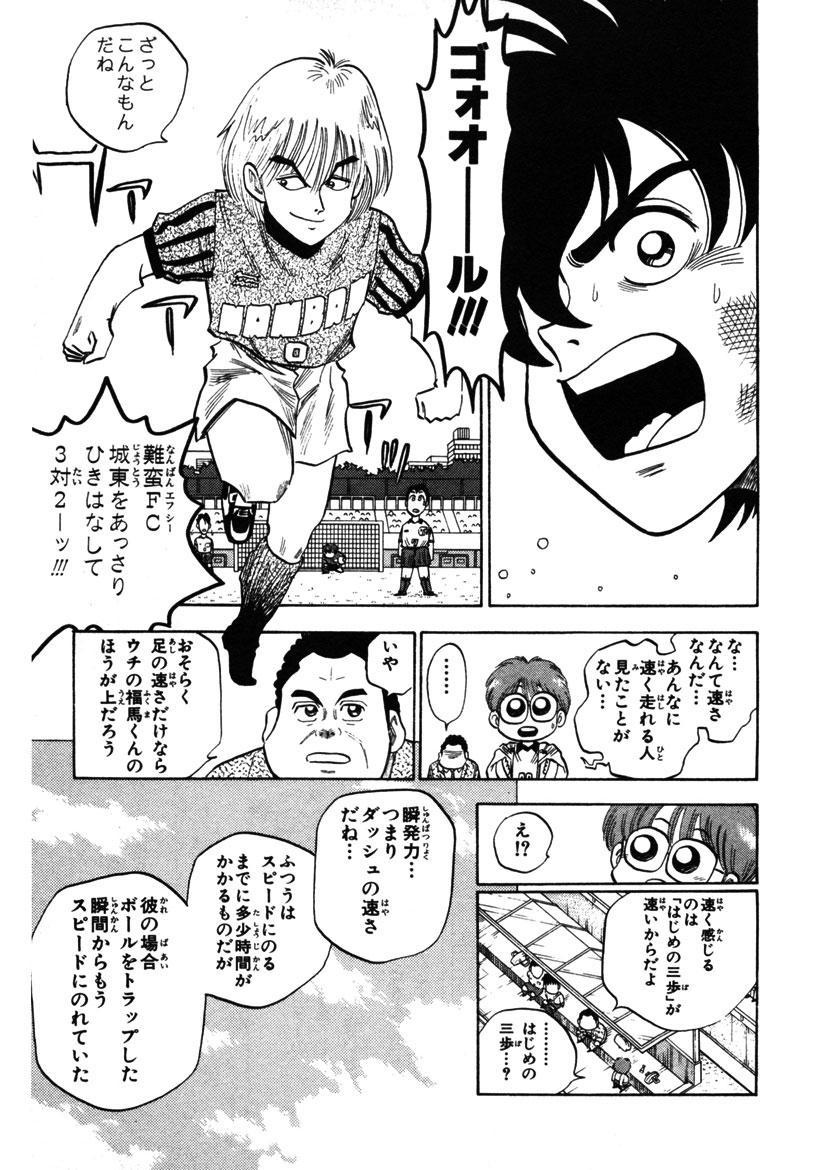 ゴォオーール!!!
ざっと
こんなもん
だね
NANBAN
難蛮FC
城東をあっさり
ひきはなして
3対2ーッ!!!
な…
なんて速さ
なんだ…
あんなに
速く走れる人
見たことが
ない…
……
いや
おそらく
足の速さだけなら
ウチの福馬くんの
ほうが上だろう
え!?
速く感じる
のは
「はじめの三歩」が
速いからだよ
………
はじめの
三歩…?
瞬発力…
つまり
ダッシュの速さ
だね…
ふつうは
スピードにのる
までに多少時間が
かかるものだが
彼の場合
ボールをトラップした
瞬間からもう
スピードにのれていた